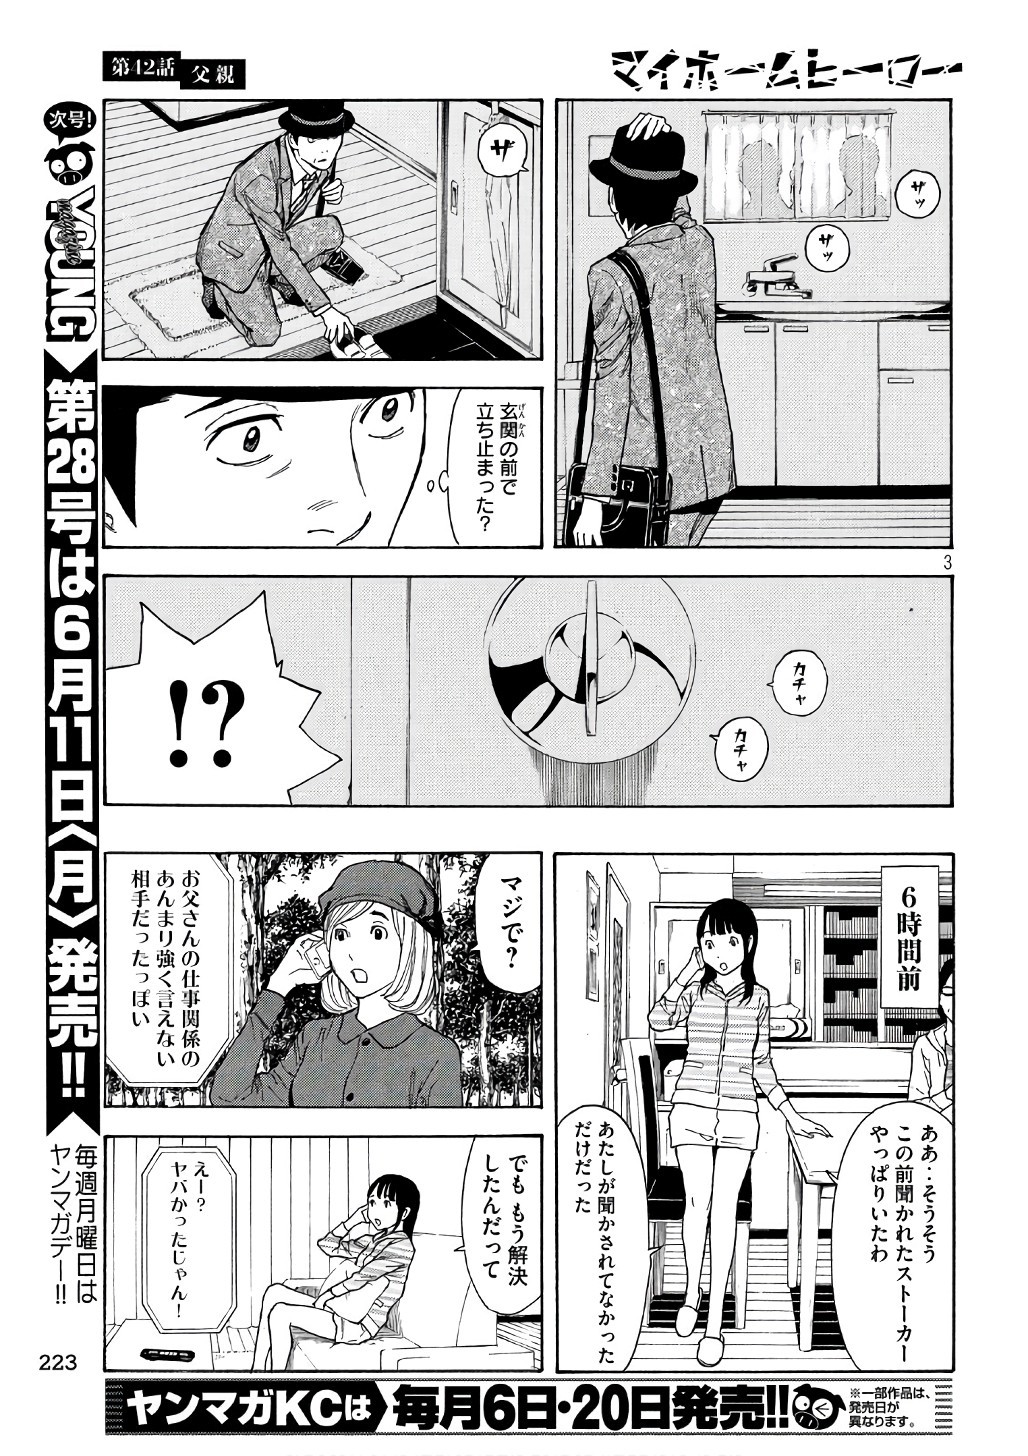 第42話 父親
マイホームヒーロー
ザッ
ザッ
ザ
玄関の前で
立ち止まった?
げんかん
3
カチャ
カチャ
!?
6時間前
ああ‥そうそう
この前聞かれたストーカー
やっぱりいたわ
あたしが聞かされてなかった
だけだった
マジで?
お父さんの仕事関係の
あんまり強く言えない
相手だったっぽい
でも もう解決
したんだって
えー?
ヤバかったじゃん!
次号!
YOUNG
magazine
第28号は6月11日〈月〉発売!!
毎週月曜日は
ヤンマガデー!!
223
ヤンマガKCは 毎月6日・20日発売!!
※一部作品は、
発売日が
異なります。